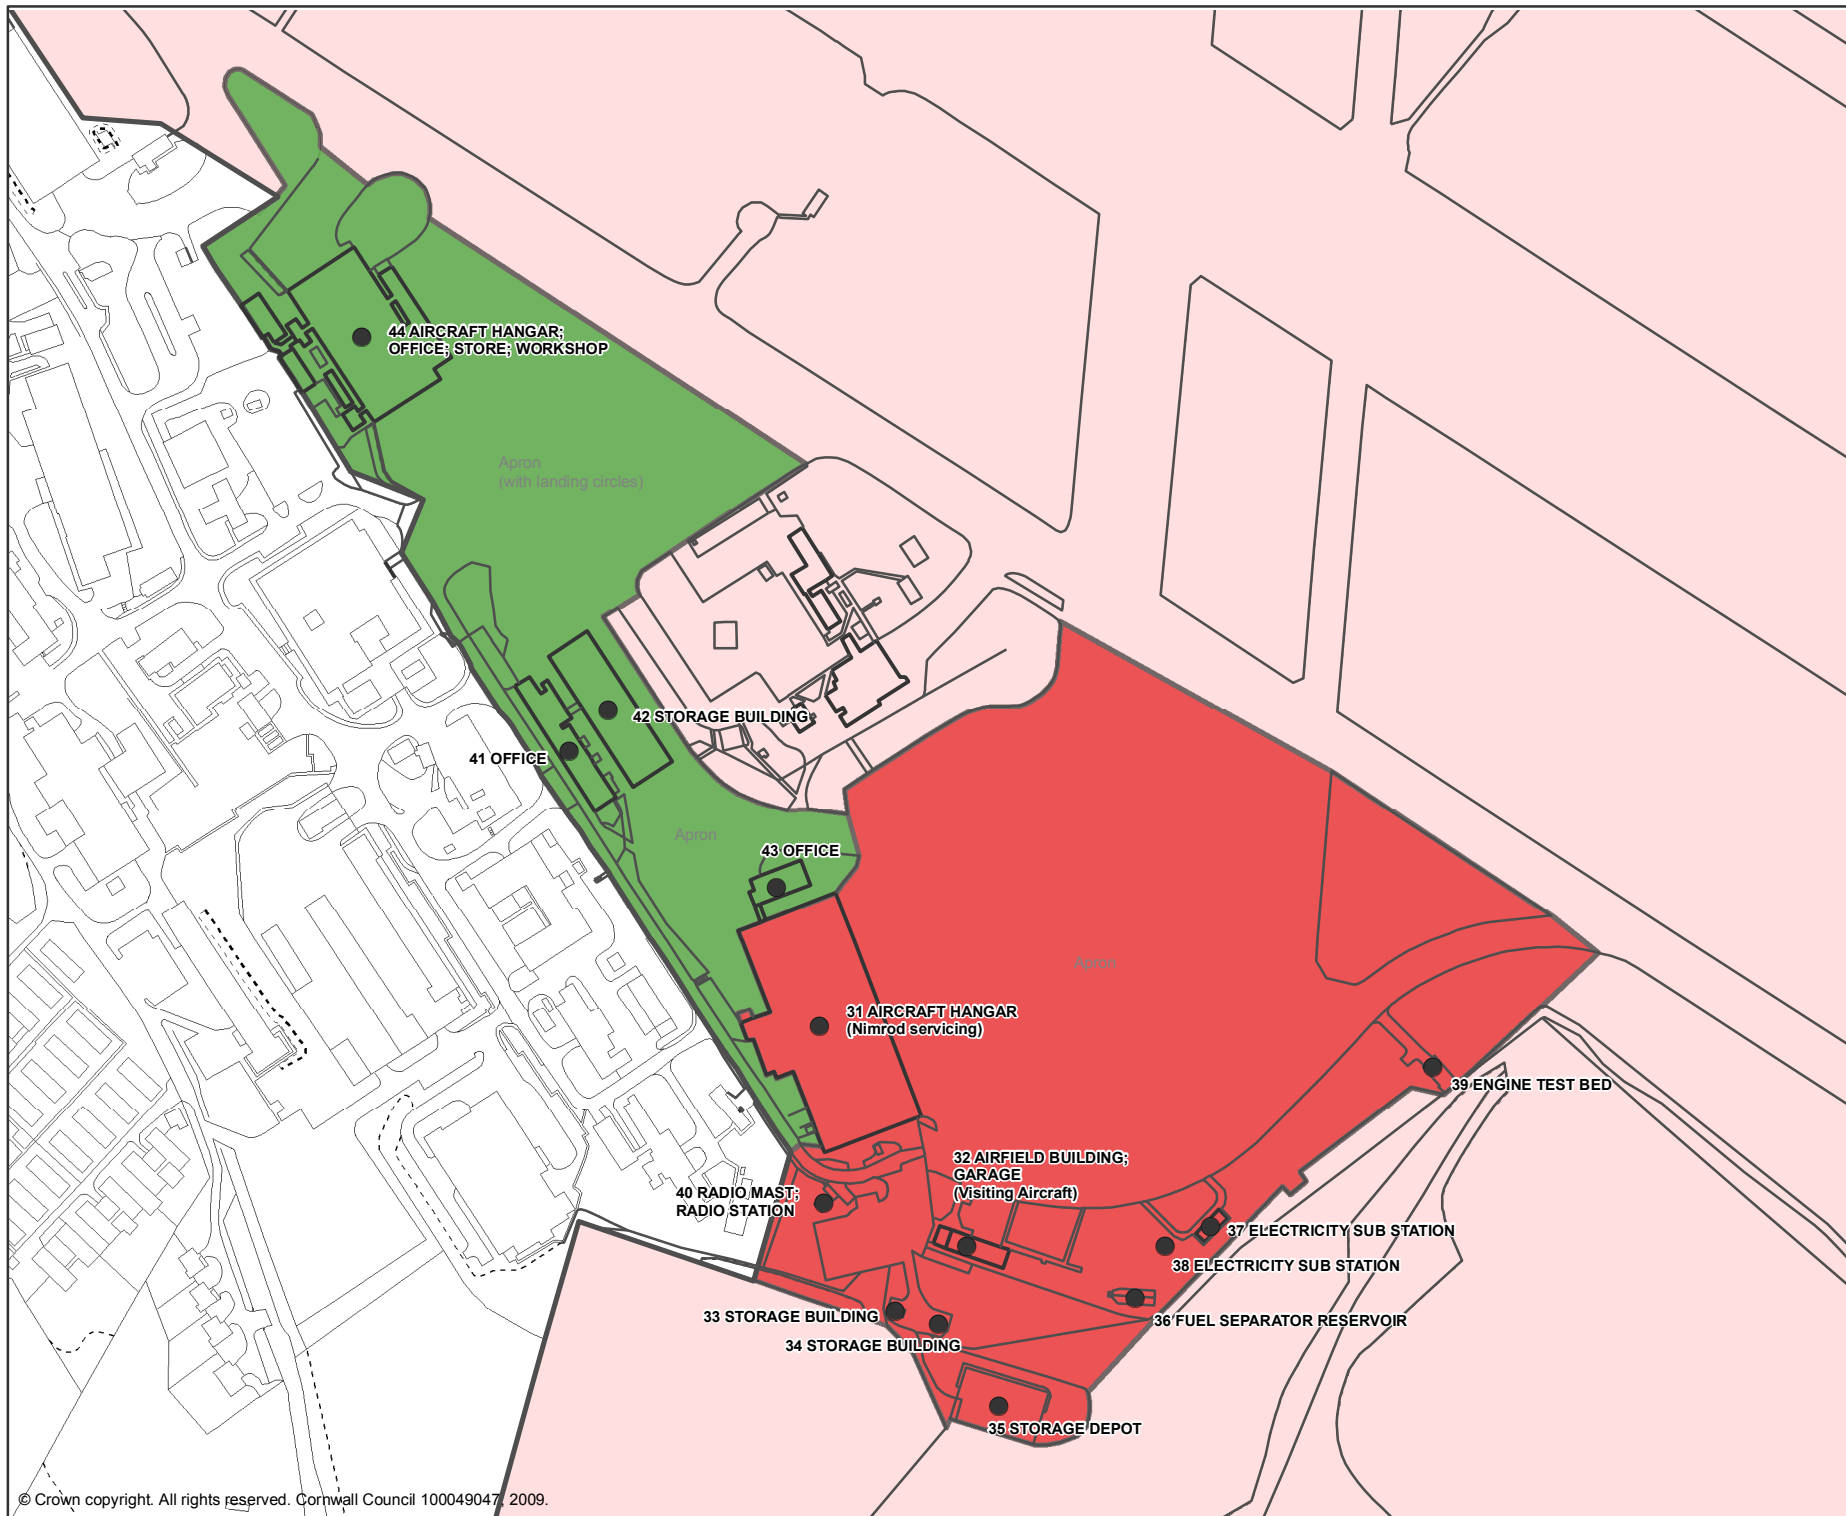 44 AIRCRAFT HANGAR;
OFFICE; STORE; WORKSHOP
Apron
(with landing circles)
42 STORAGE BUILDING
41 OFFICE
Apron
43 OFFICE
Apron
31 AIRCRAFT HANGAR
(Nimrod servicing)
39 ENGINE TEST BED
32 AIRFIELD BUILDING;
GARAGE
(Visiting Aircraft)
40 RADIO MAST;
RADIO STATION
37 ELECTRICITY SUB STATION
38 ELECTRICITY SUB STATION
33 STORAGE BUILDING
36 FUEL SEPARATOR RESERVOIR
34 STORAGE BUILDING
35 STORAGE DEPOT
© Crown copyright. All rights reserved. Cornwall Council 100049047, 2009.